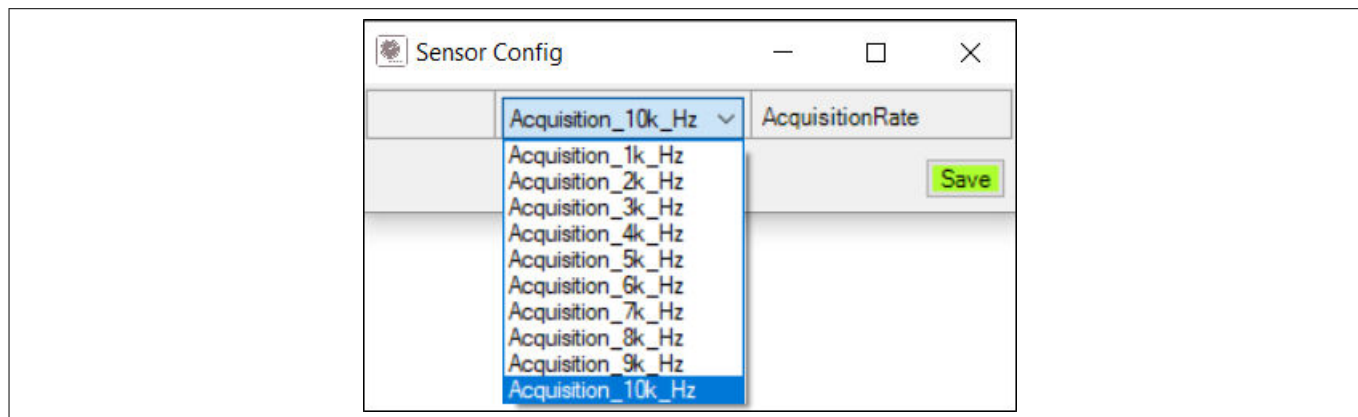 Sensor Config
Acquisition_10k_Hz AcquisitionRate
Acquisition_1k_Hz
Acquisition_2k_Hz
Save
Acquisition_3k_Hz
Acquisition_4k_Hz
Acquisition_5k_Hz
Acquisition_6k_Hz
Acquisition_7k_Hz
Acquisition_8k_Hz
Acquisition_9k_Hz
Acquisition_10k_Hz